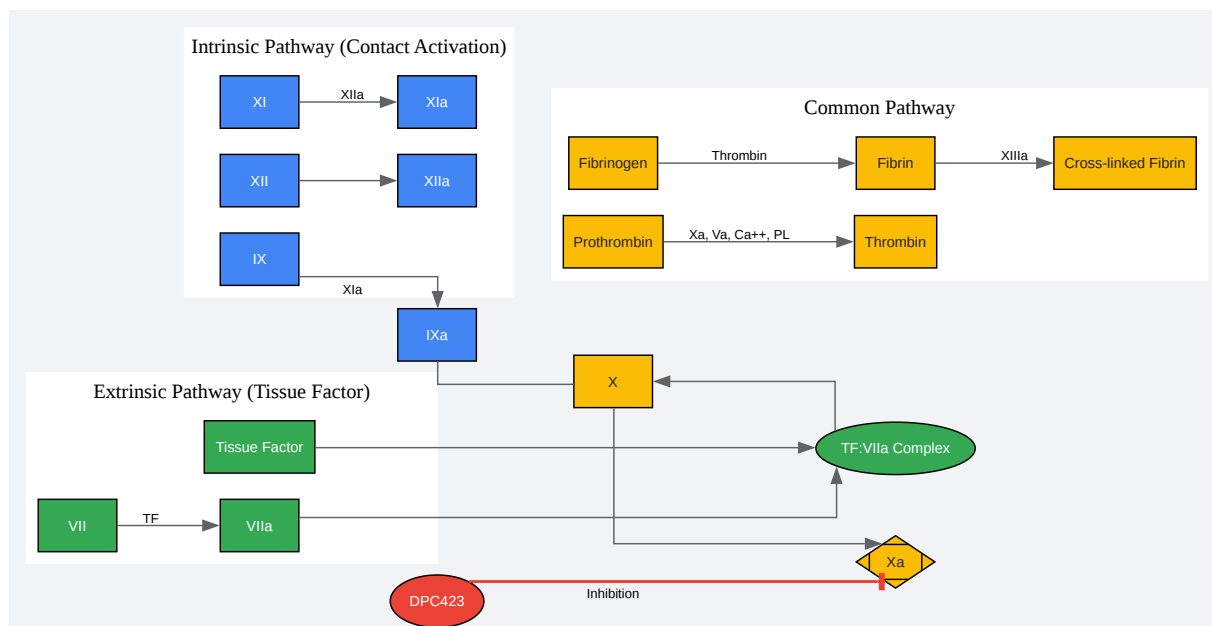 Intrinsic Pathway (Contact Activation)
XI
XIIa
XIa
XII
XIIa
IX
XIa
IXa
Common Pathway
Fibrinogen
Thrombin
Fibrin
XIIIa
Cross-linked Fibrin
Prothrombin
Xa, Va, Ca++, PL
Thrombin
X
Extrinsic Pathway (Tissue Factor)
Tissue Factor
TF:VIIa Complex
VII
TF
VIIa
Xa
DPC423
Inhibition